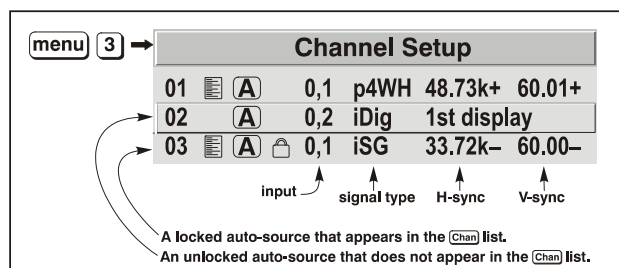 menu 3 Channel Setup
01 A 0,1 p4WH 48.73k+ 60.01+
02 A 0,2 iDig 1st display
03 A 0,1 iSG 33.72k– 60.00–
input signal type H-sync V-sync
A locked auto-source that appears in the Chan list.
An unlocked auto-source that does not appear in the Chan list.